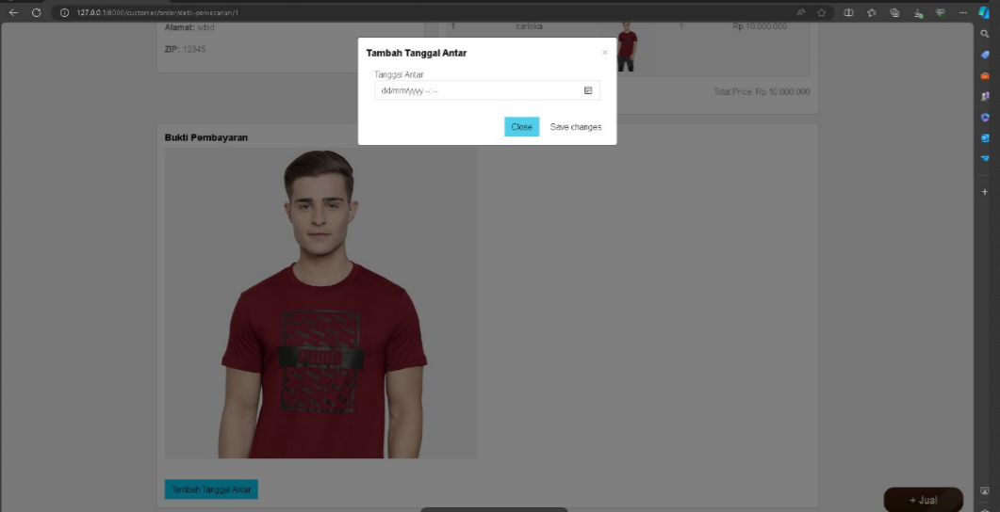 127.0.0.1:8000/customer/order/detil-pemesanan/1
Alamat: sdsd
ZIP: 12345
1 carloka 1 Rp 10.000.000
Total Price: Rp 10.000.000
Tambah Tanggal Antar ×
Tanggal Antar
dd/mm/yyyy --:--
Close Save changes
Bukti Pembayaran
Tambah Tanggal Antar
+ Jual